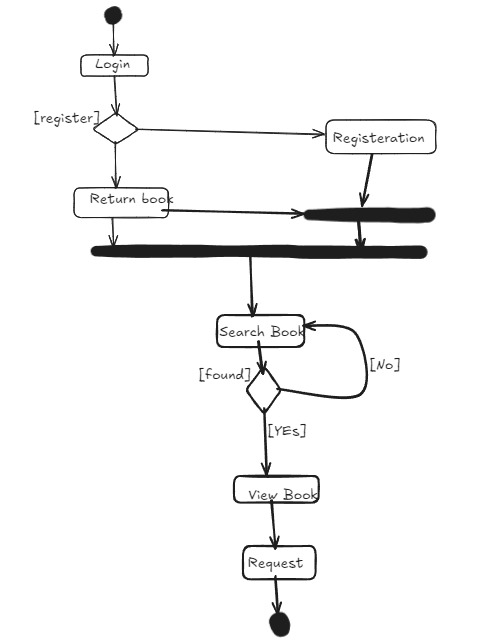 Login
[register]
Registeration
Return book
Search Book
[No]
[found]
[YEs]
View Book
Request